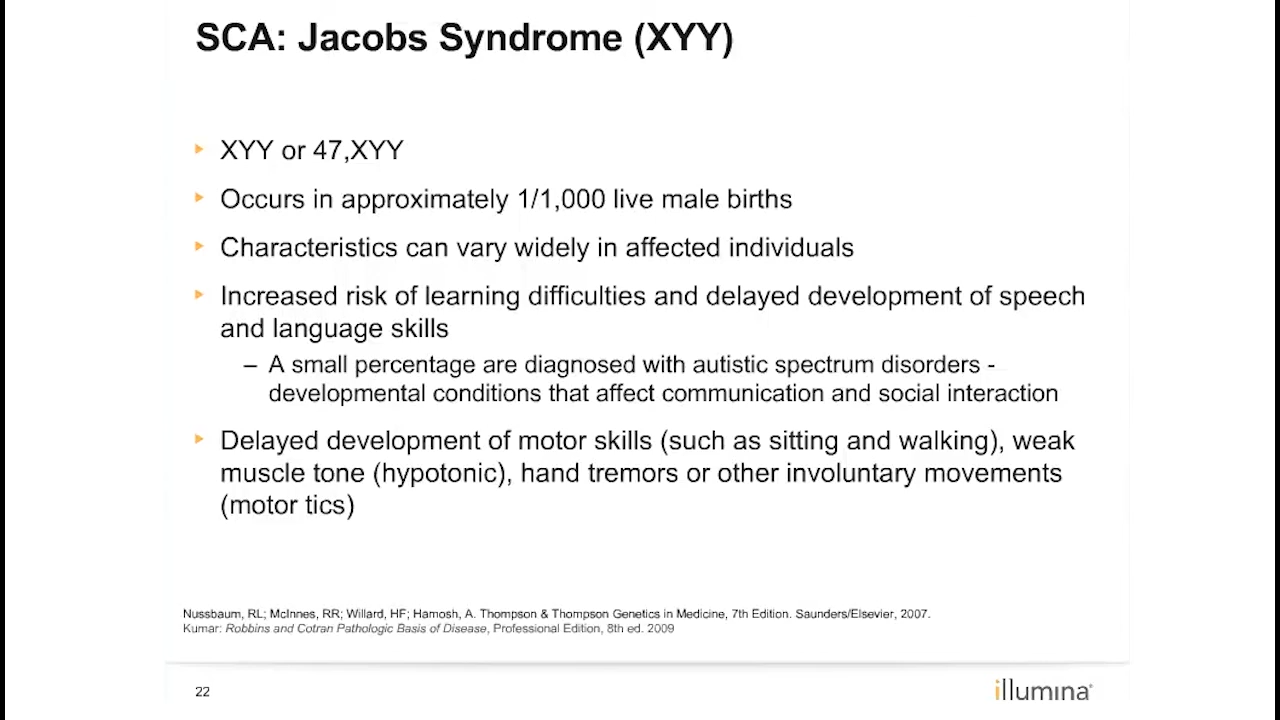 SCA: Jacobs Syndrome (XYY)
XYY or 47,XYY
Occurs in approximately 1/1,000 live male births
Characteristics can vary widely in affected individuals
Increased risk of learning difficulties and delayed development of speech
and language skills
– A small percentage are diagnosed with autistic spectrum disorders -
developmental conditions that affect communication and social interaction
Delayed development of motor skills (such as sitting and walking), weak
muscle tone (hypotonic), hand tremors or other involuntary movements
(motor tics)
Nussbaum, RL; McInnes, RR; Willard, HF; Hamosh, A. Thompson & Thompson Genetics in Medicine, 7th Edition. Saunders/Elsevier, 2007.
Kumar: Robbins and Cotran Pathologic Basis of Disease, Professional Edition, 8th ed. 2009
22
illumina®